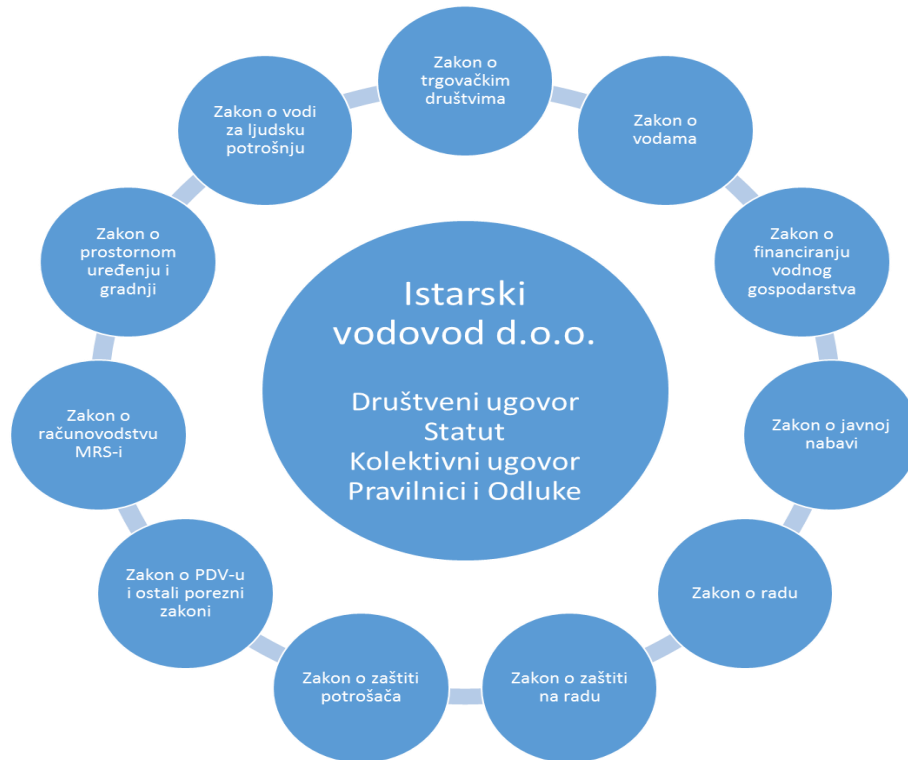 Zakon o
trgovačkim
društvima
Zakon o
vodama
Zakon o
financiranju
vodnog
gospodarstva
Zakon o javnoj
nabavi
Zakon o radu
Zakon o zaštiti
na radu
Zakon o zaštiti
potrošača
Zakon o PDV-u
i ostali porezni
zakoni
Zakon o
računovodstvu
MRS-i
Zakon o
prostornom
uređenju i
gradnji
Zakon o vodi
za ljudsku
potrošnju
Istarski
vodovod d.o.o.
Društveni ugovor
Statut
Kolektivni ugovor
Pravilnici i Odluke